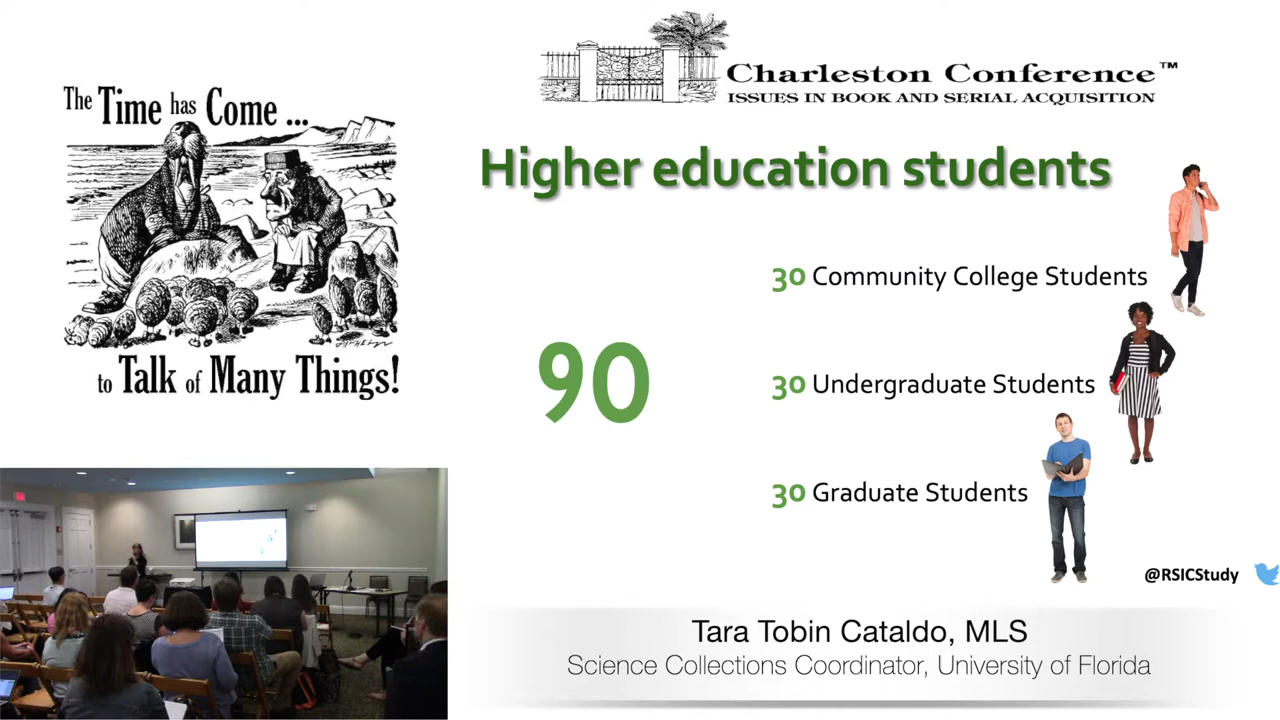 The Time has Come ...
to Talk of Many Things!
Charleston Conference™
ISSUES IN BOOK AND SERIAL ACQUISITION
Higher education students
90
30 Community College Students
30 Undergraduate Students
30 Graduate Students
@RSICStudy
Tara Tobin Cataldo, MLS
Science Collections Coordinator, University of Florida